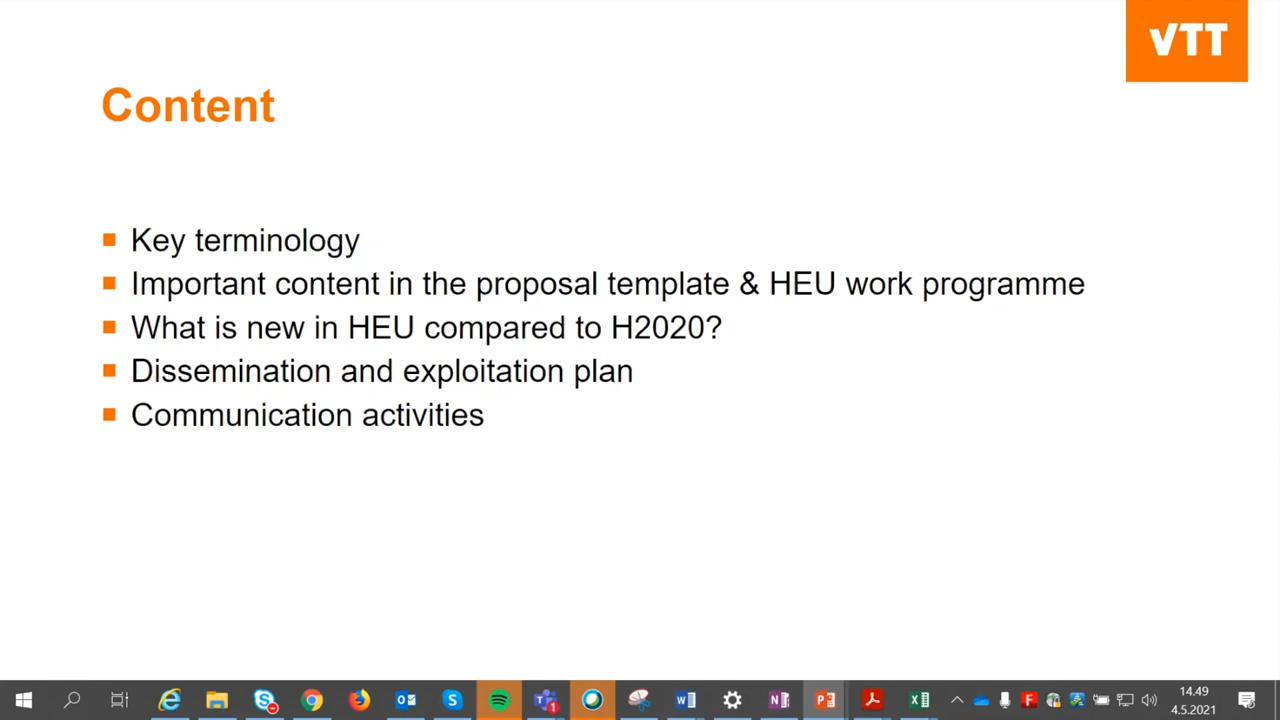 VTT
Content
Key terminology
Important content in the proposal template & HEU work programme
What is new in HEU compared to H2020?
Dissemination and exploitation plan
Communication activities
14.49
4.5.2021